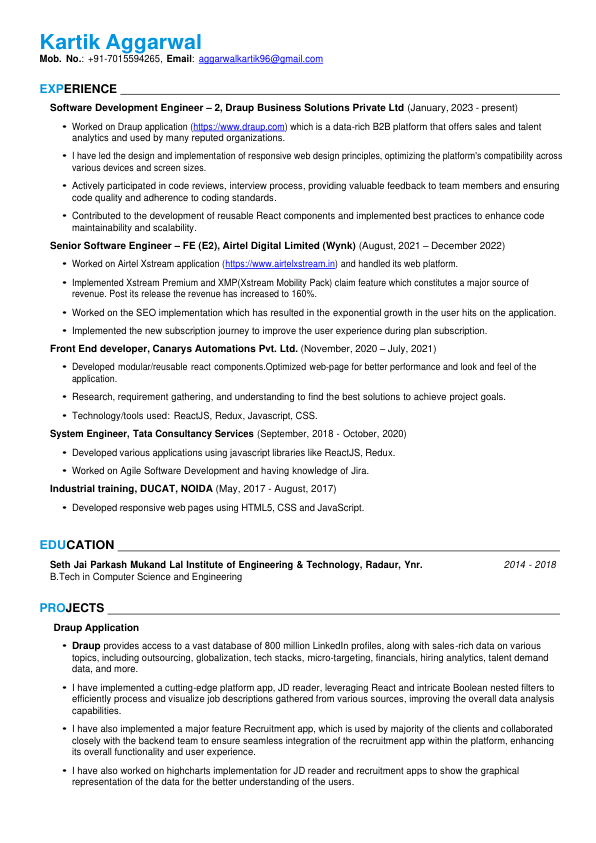 Kartik Aggarwal
Mob. No.: +91-7015594265, Email: aggarwalkartik96@gmail.com
EXPERIENCE
Software Development Engineer – 2, Draup Business Solutions Private Ltd (January, 2023 - present)
• Worked on Draup application (https://www.draup.com) which is a data-rich B2B platform that offers sales and talent
analytics and used by many reputed organizations.
• I have led the design and implementation of responsive web design principles, optimizing the platform's compatibility across
various devices and screen sizes.
• Actively participated in code reviews, interview process, providing valuable feedback to team members and ensuring
code quality and adherence to coding standards.
• Contributed to the development of reusable React components and implemented best practices to enhance code
maintainability and scalability.
Senior Software Engineer – FE (E2), Airtel Digital Limited (Wynk) (August, 2021 – December 2022)
• Worked on Airtel Xstream application (https://www.airtelxstream.in) and handled its web platform.
• Implemented Xstream Premium and XMP(Xstream Mobility Pack) claim feature which constitutes a major source of
revenue. Post its release the revenue has increased to 160%.
• Worked on the SEO implementation which has resulted in the exponential growth in the user hits on the application.
• Implemented the new subscription journey to improve the user experience during plan subscription.
Front End developer, Canarys Automations Pvt. Ltd. (November, 2020 – July, 2021)
• Developed modular/reusable react components.Optimized web-page for better performance and look and feel of the
application.
• Research, requirement gathering, and understanding to find the best solutions to achieve project goals.
• Technology/tools used: ReactJS, Redux, Javascript, CSS.
System Engineer, Tata Consultancy Services (September, 2018 - October, 2020)
• Developed various applications using javascript libraries like ReactJS, Redux.
• Worked on Agile Software Development and having knowledge of Jira.
Industrial training, DUCAT, NOIDA (May, 2017 - August, 2017)
• Developed responsive web pages using HTML5, CSS and JavaScript.
EDUCATION
Seth Jai Parkash Mukand Lal Institute of Engineering & Technology, Radaur, Ynr. 2014 - 2018
B.Tech in Computer Science and Engineering
PROJECTS
Draup Application
• Draup provides access to a vast database of 800 million LinkedIn profiles, along with sales-rich data on various
topics, including outsourcing, globalization, tech stacks, micro-targeting, financials, hiring analytics, talent demand
data, and more.
• I have implemented a cutting-edge platform app, JD reader, leveraging React and intricate Boolean nested filters to
efficiently process and visualize job descriptions gathered from various sources, improving the overall data analysis
capabilities.
• I have also implemented a major feature Recruitment app, which is used by majority of the clients and collaborated
closely with the backend team to ensure seamless integration of the recruitment app within the platform, enhancing
its overall functionality and user experience.
• I have also worked on highcharts implementation for JD reader and recruitment apps to show the graphical
representation of the data for the better understanding of the users.